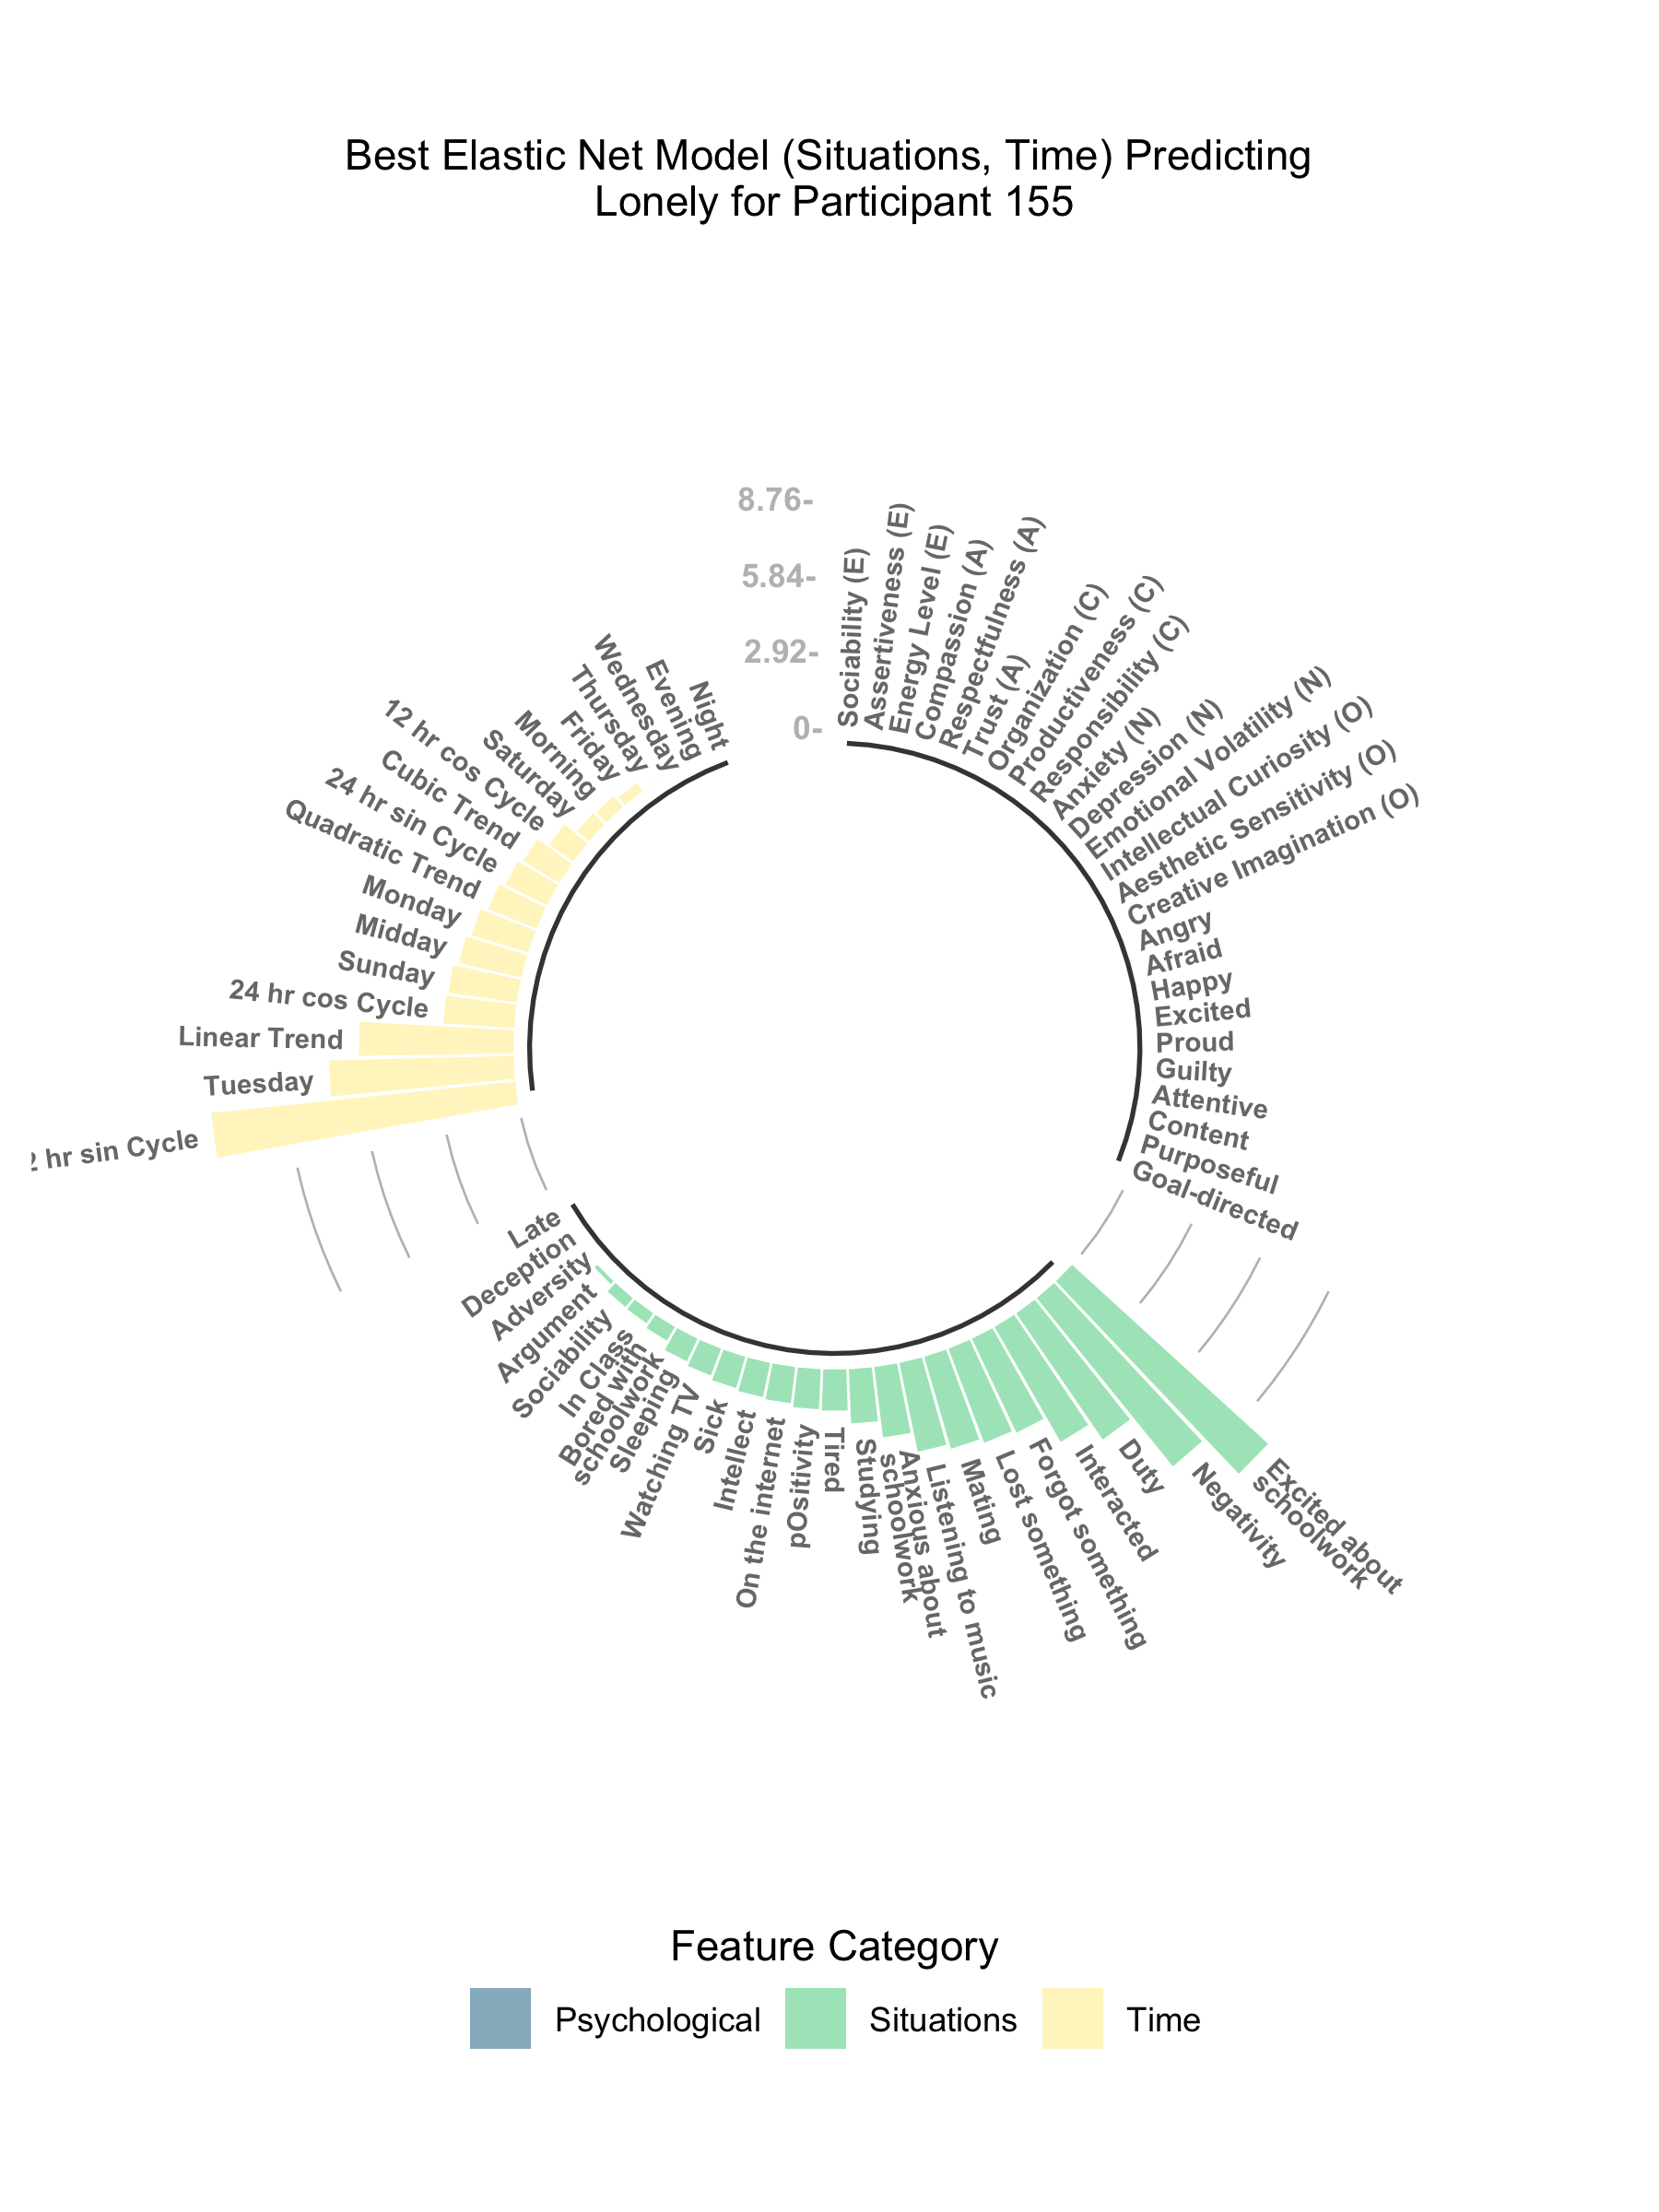 Best Elastic Net Model (Situations, Time) Predicting
Lonely for Participant 155
8.76-
5.84-
2.92-
0-
Sociability (E)
Assertiveness (E)
Energy Level (E)
Compassion (A)
Respectfulness (A)
Trust (A)
Organization (C)
Productiveness (C)
Responsibility (C)
Anxiety (N)
Depression (N)
Emotional Volatility (N)
Intellectual Curiosity (O)
Aesthetic Sensitivity (O)
Creative Imagination (O)
Angry
Afraid
Happy
Excited
Proud
Guilty
Attentive
Content
Purposeful
Goal-directed
Excited about
schoolwork
Negativity
Duty
Interacted
Forgot something
Lost something
Mating
Listening to music
Anxious about
schoolwork
Studying
Tired
pOsitivity
On the internet
Intellect
Sick
Watching TV
Sleeping
Bored with
schoolwork
In Class
Sociability
Argument
Adversity
Deception
Late
2 hr sin Cycle
Tuesday
Linear Trend
24 hr cos Cycle
Sunday
Midday
Monday
Quadratic Trend
24 hr sin Cycle
Cubic Trend
12 hr cos Cycle
Saturday
Morning
Friday
Thursday
Wednesday
Evening
Night
Feature Category
Psychological
Situations
Time